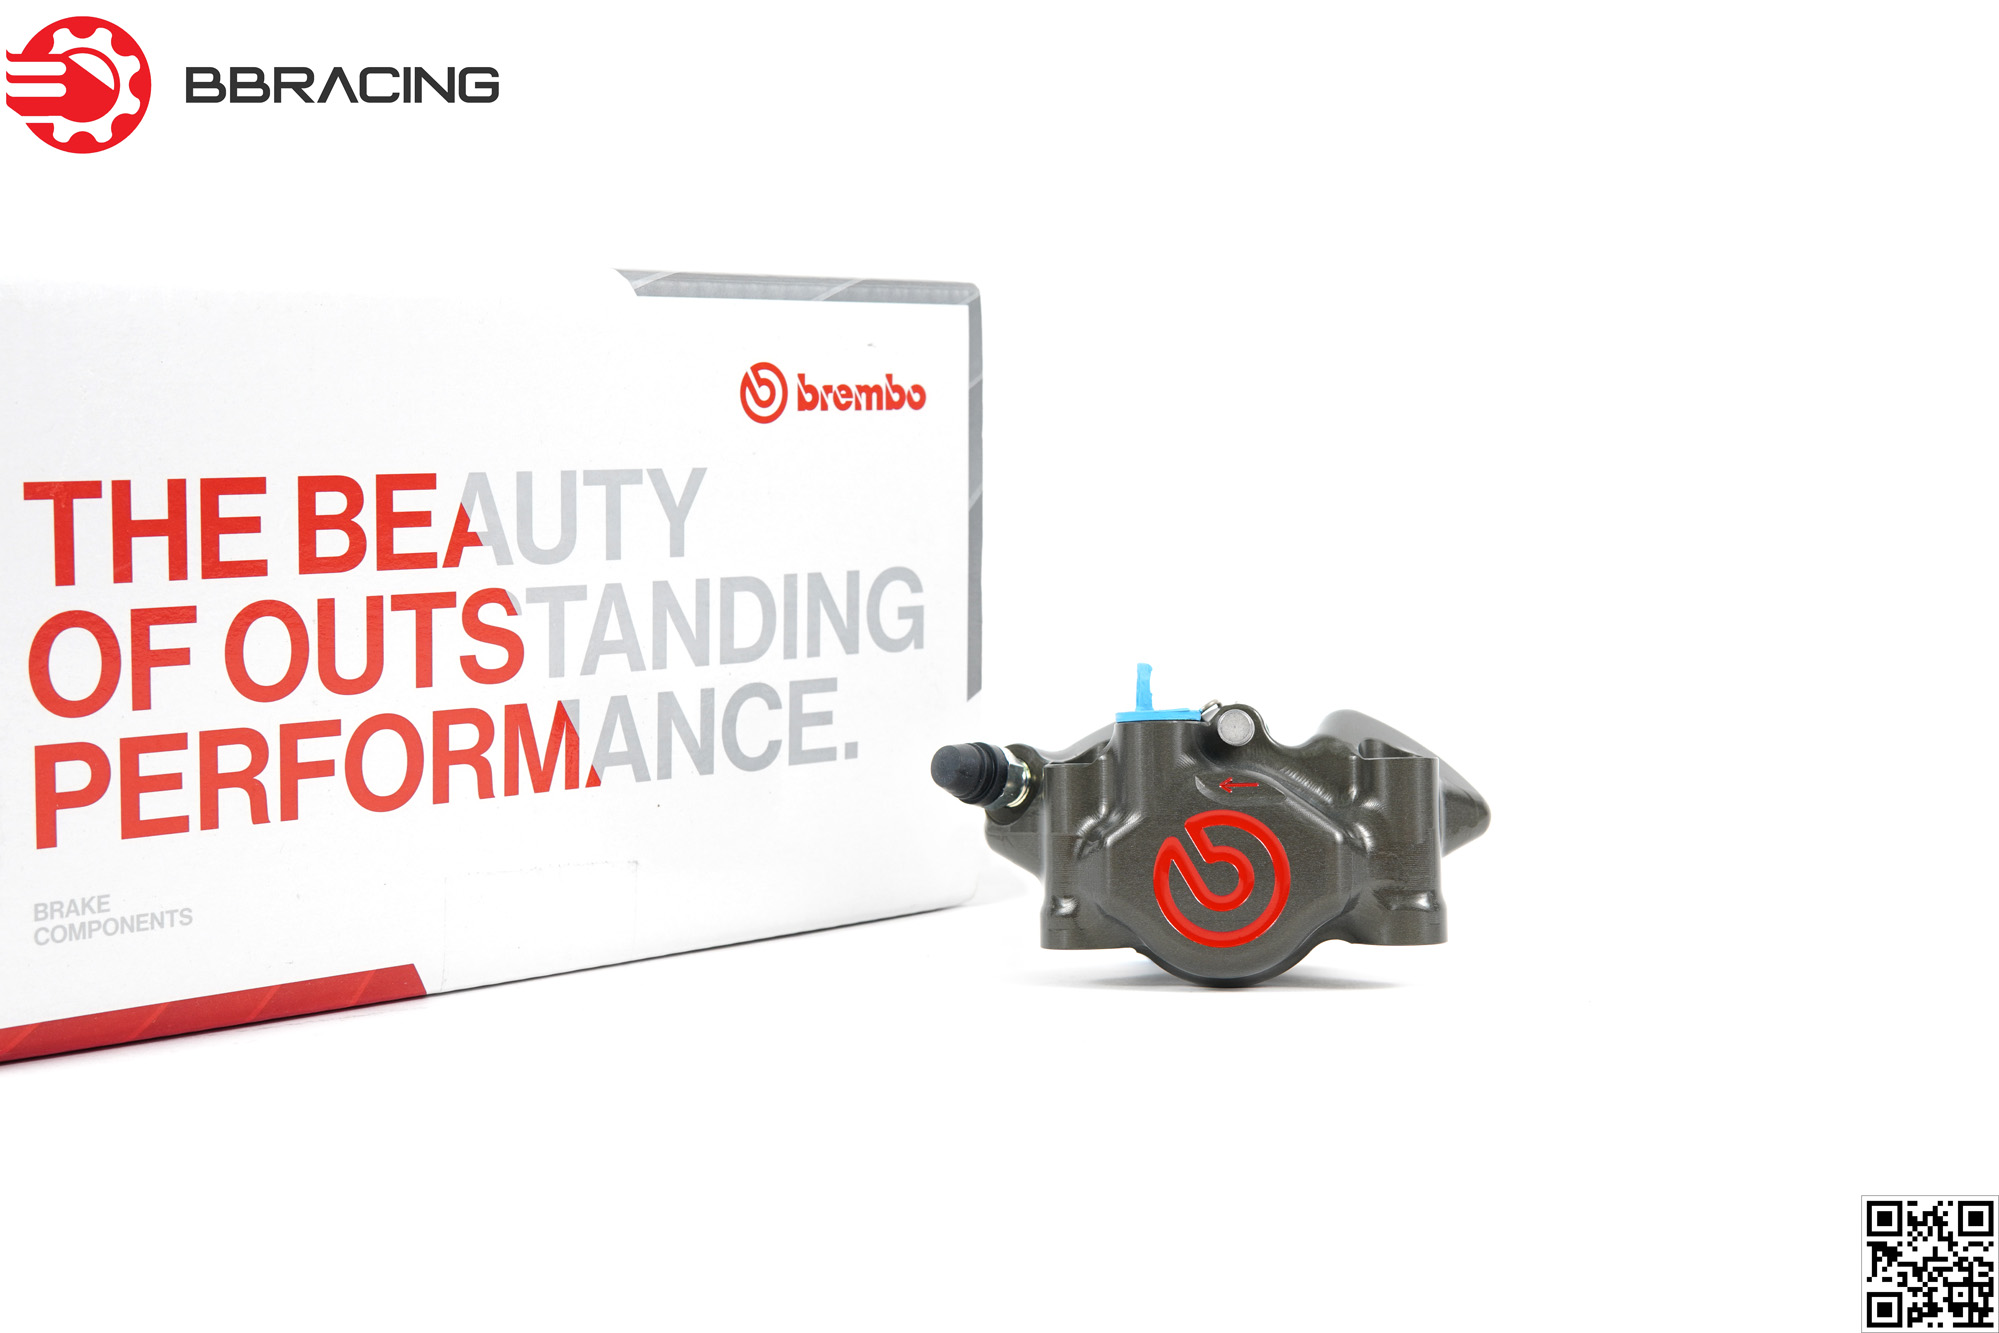 BBRACING
brembo
THE BEAUTY
OF OUTSTANDING
PERFORMANCE.
BRAKE
COMPONENTS